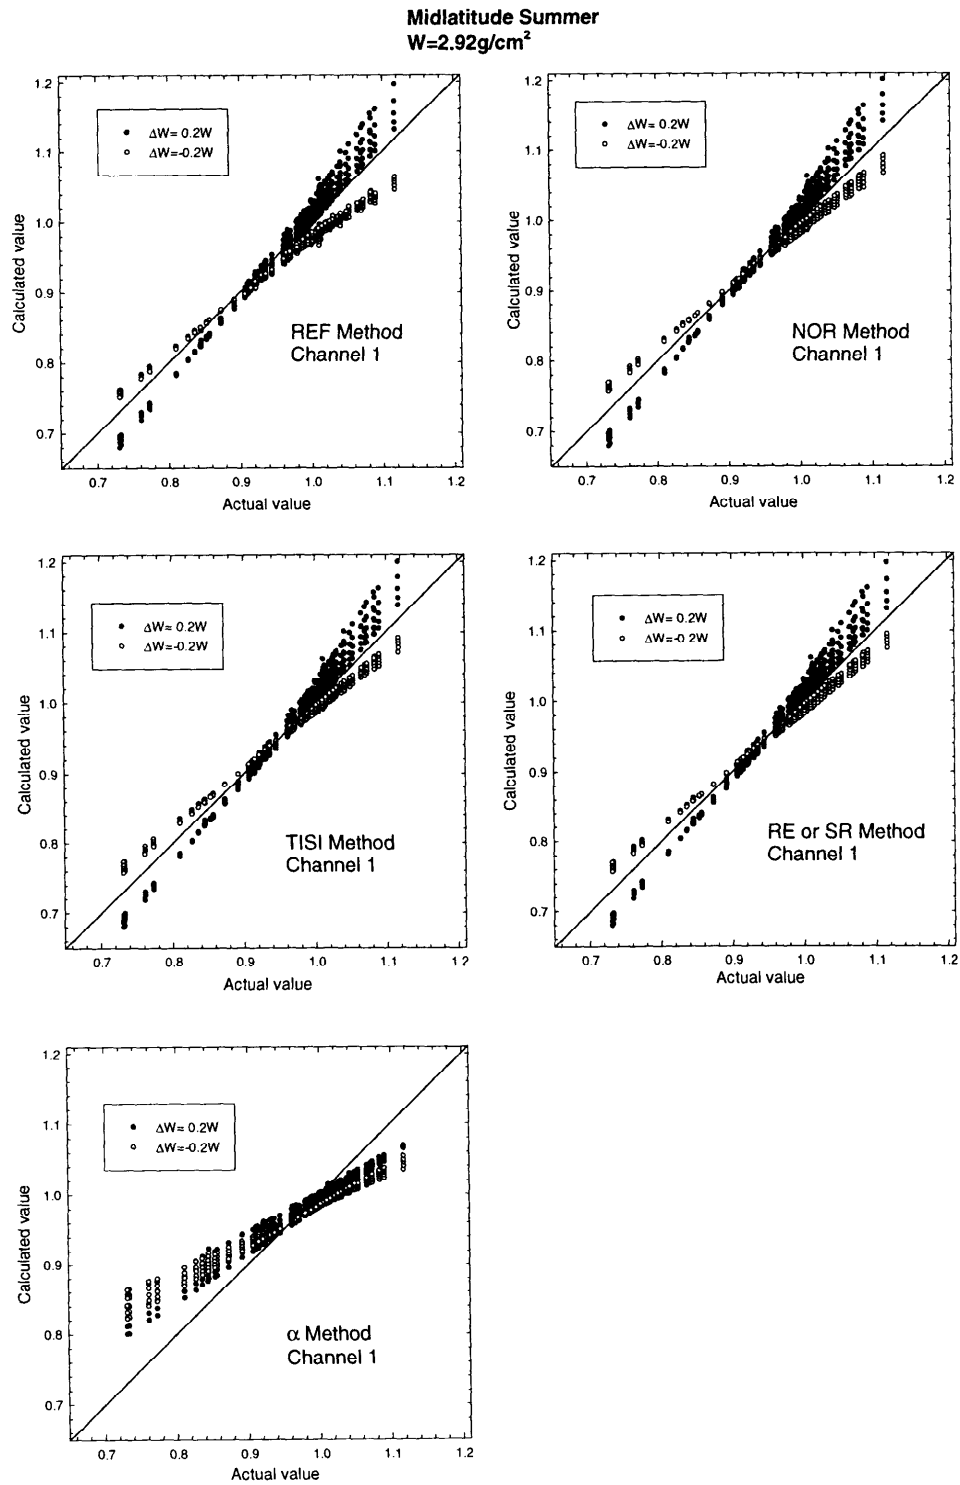 Midlatitude Summer
W=2.92g/cm²
1.2
1.1
1.0
0.9
0.8
0.7
Calculated value
ΔW= 0.2W
ΔW=-0.2W
REF Method
Channel 1
0.7 0.8 0.9 1.0 1.1 1.2
Actual value
1.2
1.1
1.0
0.9
0.8
0.7
Calculated value
ΔW= 0.2W
ΔW=-0.2W
NOR Method
Channel 1
0.7 0.8 0.9 1.0 1.1 1.2
Actual value
1.2
1.1
1.0
0.9
0.8
0.7
Calculated value
ΔW= 0.2W
ΔW=-0.2W
TISI Method
Channel 1
0.7 0.8 0.9 1.0 1.1 1.2
Actual value
1.2
1.1
1.0
0.9
0.8
0.7
Calculated value
ΔW= 0.2W
ΔW=-0.2W
RE or SR Method
Channel 1
0.7 0.8 0.9 1.0 1.1 1.2
Actual value
1.2
1.1
1.0
0.9
0.8
0.7
Calculated value
ΔW= 0.2W
ΔW=-0.2W
α Method
Channel 1
0.7 0.8 0.9 1.0 1.1 1.2
Actual value